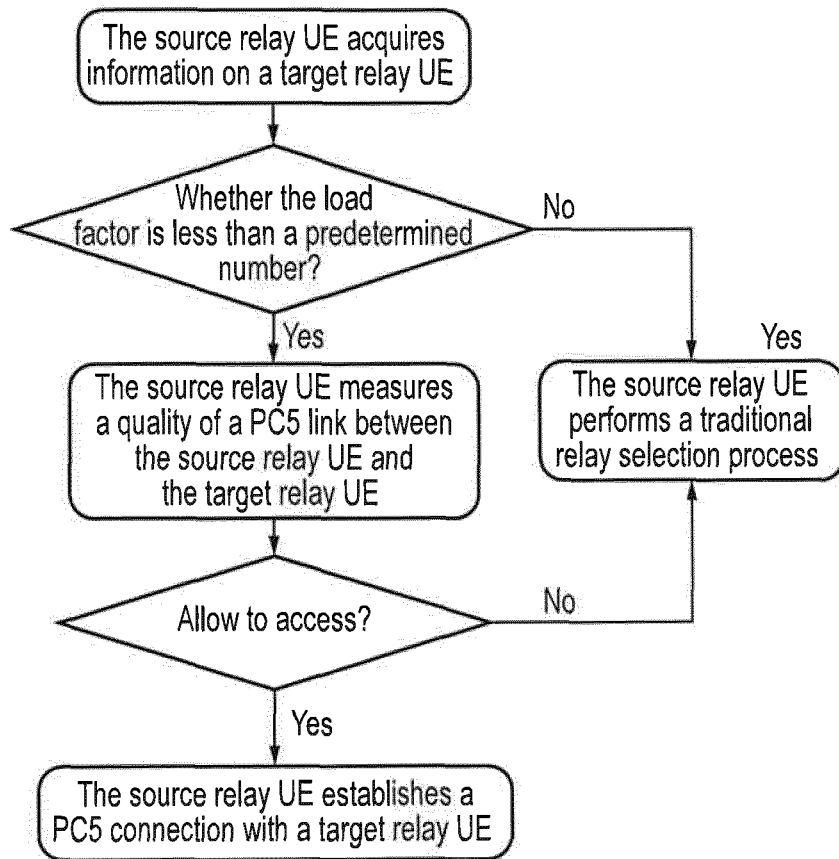 The source relay UE acquires
information on a target relay UE
Whether the load
factor is less than a predetermined
number?
No
Yes
The source relay UE measures
a quality of a PC5 link between
the source relay UE and
the target relay UE
Yes
The source relay UE
performs a traditional
relay selection process
Allow to access?
No
Yes
The source relay UE establishes a
PC5 connection with a target relay UE